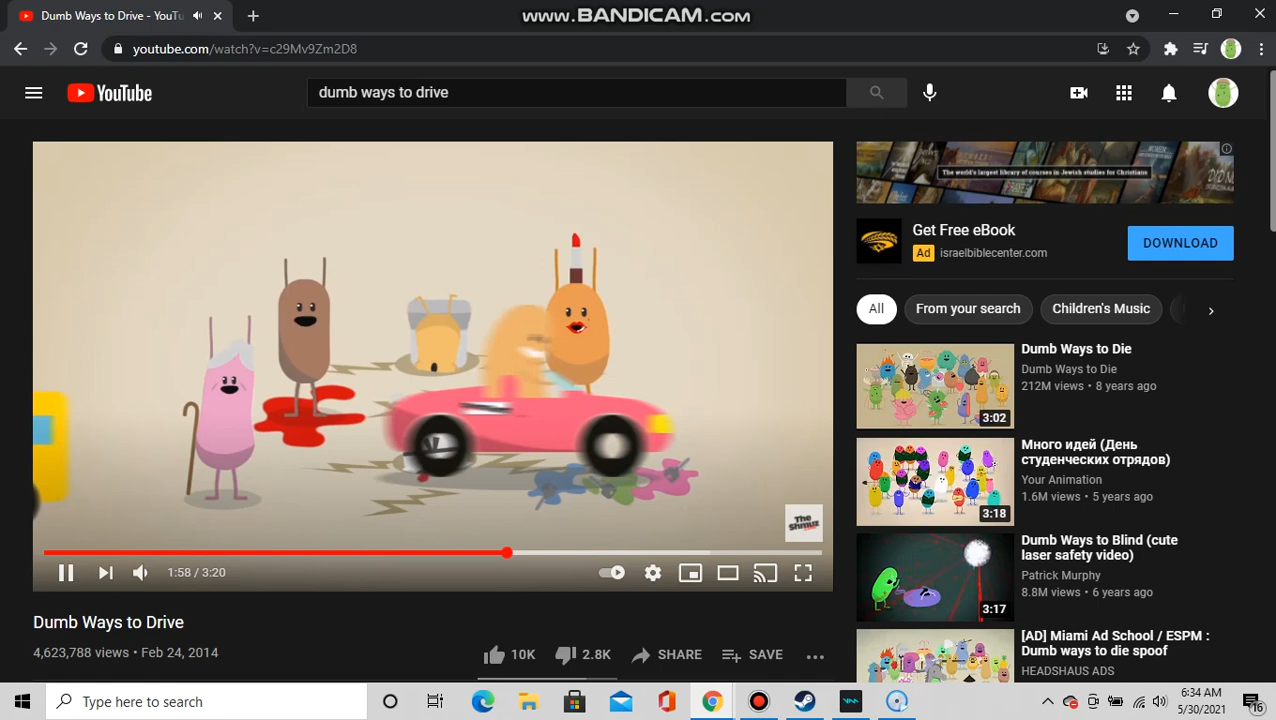 www.BANDICAM.com
Dumb Ways to Drive - YouTu
youtube.com/watch?v=c29Mv9Zm2D8
YouTube
dumb ways to drive
The world's largest library of courses in Jewish studies for Christians
Get Free eBook
Ad israelbiblecenter.com
DOWNLOAD
All
From your search
Children's Music
Dumb Ways to Die
Dumb Ways to Die
212M views • 8 years ago
3:02
Много идей (День
студенческих отрядов)
Your Animation
1.6M views • 5 years ago
3:18
Dumb Ways to Blind (cute
laser safety video)
Patrick Murphy
8.8M views • 6 years ago
3:17
[AD] Miami Ad School / ESPM :
Dumb ways to die spoof
HEADSHAUS ADS
The
Shmuz
1:58 / 3:20
Dumb Ways to Drive
4,623,788 views • Feb 24, 2014
10K
2.8K
SHARE
SAVE
Type here to search
6:34 AM
5/30/2021
16